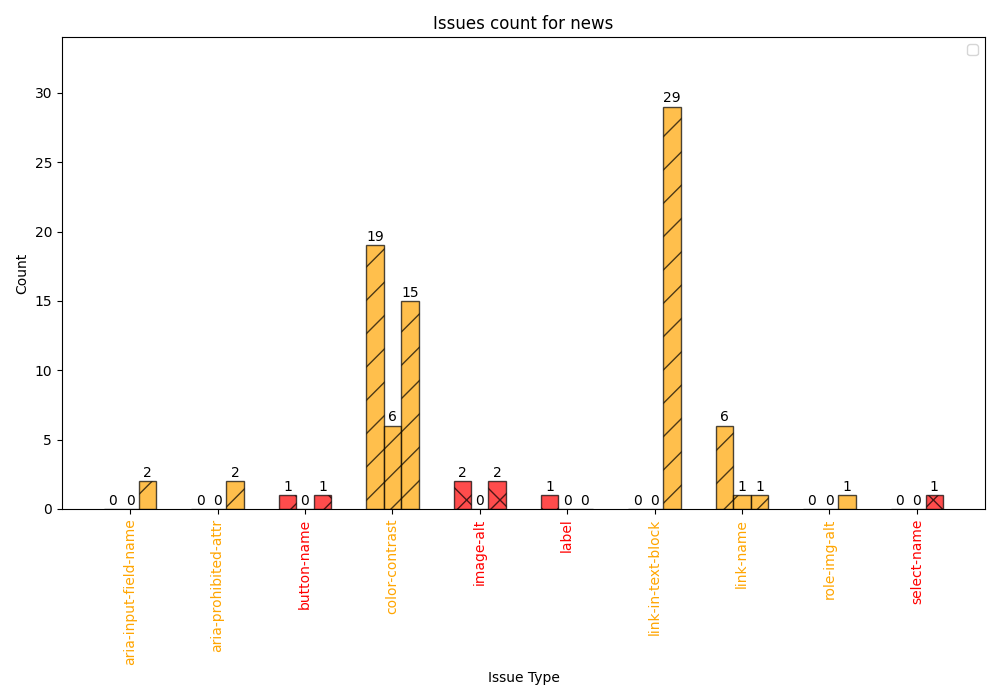 Issues count for news
Count
30
25
20
15
10
5
0
0 0 2
0 0 2
1 0 1
19 6 15
2 0 2
1 0 0
0 0 29
6 1 1
0 0 1
0 0 1
aria-input-field-name
aria-prohibited-attr
button-name
color-contrast
image-alt
label
link-in-text-block
link-name
role-img-alt
select-name
Issue Type